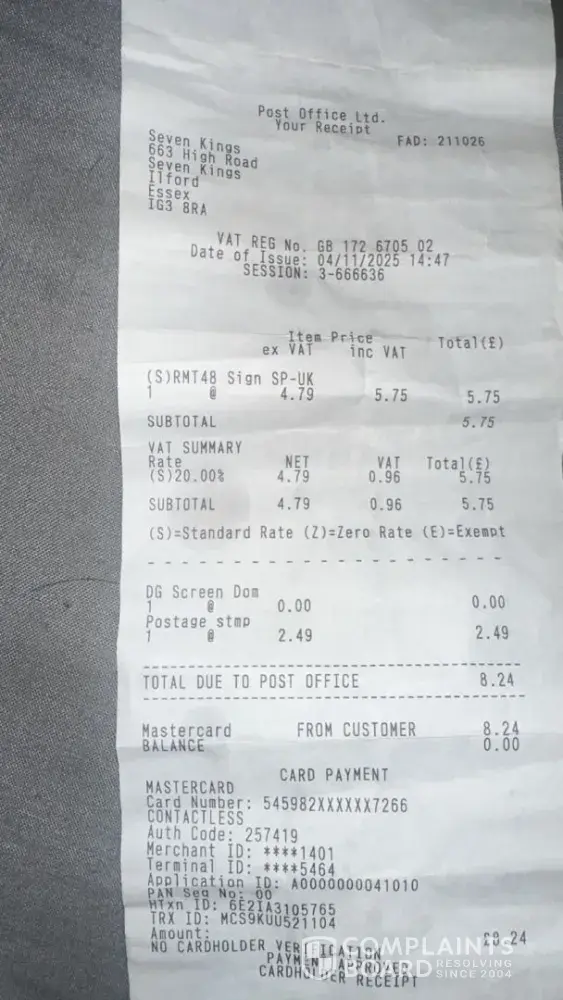 Post Office Ltd.
Your Receipt
FAD: 211026
Seven Kings
663 High Road
Seven Kings
Ilford
Essex
IG3 8RA
VAT REG No. GB 172 6705 02
Date of Issue: 04/11/2025 14:47
SESSION: 3-666636
Item Price
ex VAT inc VAT Total(£)
(S)RMT48 Sign SP-UK
1 @ 4.79 5.75 5.75
SUBTOTAL 5.75
VAT SUMMARY
Rate NET VAT Total(£)
(S)20.00% 4.79 0.96 5.75
SUBTOTAL 4.79 0.96 5.75
(S)=Standard Rate (Z)=Zero Rate (E)=Exempt
DG Screen Dom
1 @ 0.00 0.00
Postage stmp
1 @ 2.49 2.49
TOTAL DUE TO POST OFFICE 8.24
Mastercard FROM CUSTOMER 8.24
BALANCE 0.00
CARD PAYMENT
MASTERCARD
Card Number: 545982XXXXXX7266
CONTACTLESS
Auth Code: 257419
Merchant ID: ****1401
Terminal ID: ****5464
Application ID: A0000000041010
PAN Seq No: 00
HTxn ID: 6E2IA3105765
TRX ID: MCS9KUU521104
Amount: £8.24
NO CARDHOLDER VERIFICATION
PAYMENT APPROVED
CARDHOLDER RECEIPT
COMPLAINTS
BOARD RESOLVING
SINCE 2004